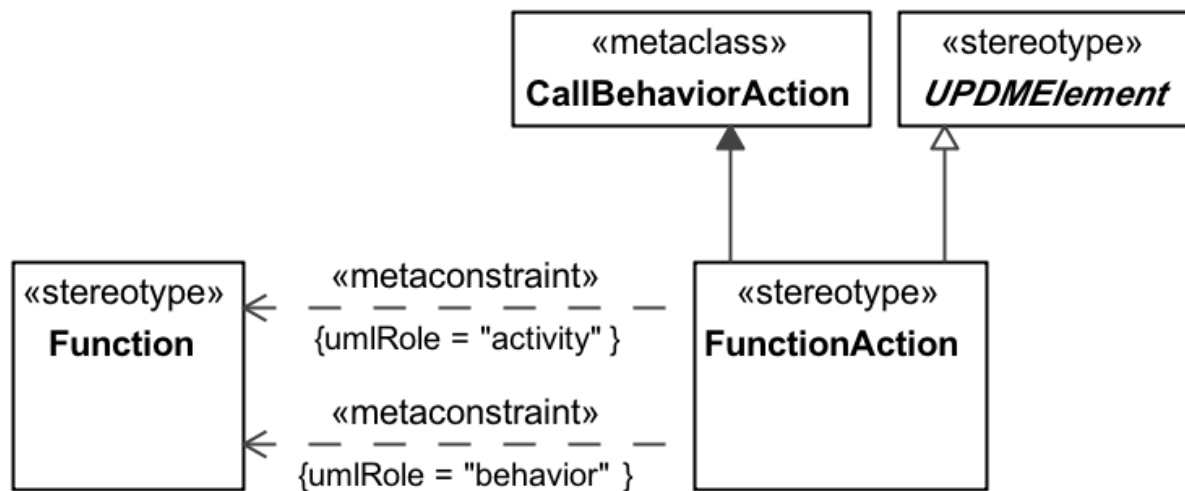 «metaclass»
CallBehaviorAction
«stereotype»
UPDMElement
«stereotype»
Function
«metaconstraint»
{umlRole = "activity" }
«metaconstraint»
{umlRole = "behavior" }
«stereotype»
FunctionAction